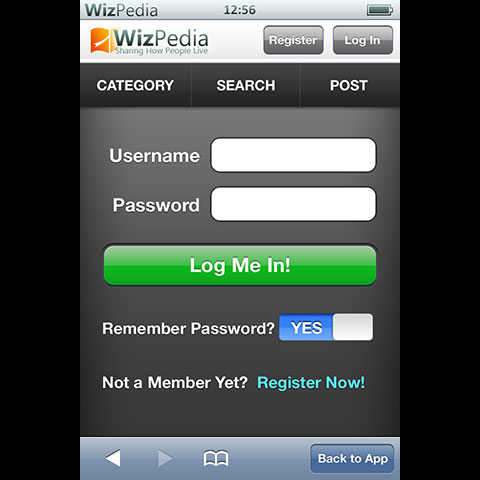 WizPedia 12:56
WizPedia
Sharing How People Live
Register Log In
CATEGORY SEARCH POST
Username
Password
Log Me In!
Remember Password? YES
Not a Member Yet? Register Now!
Back to App